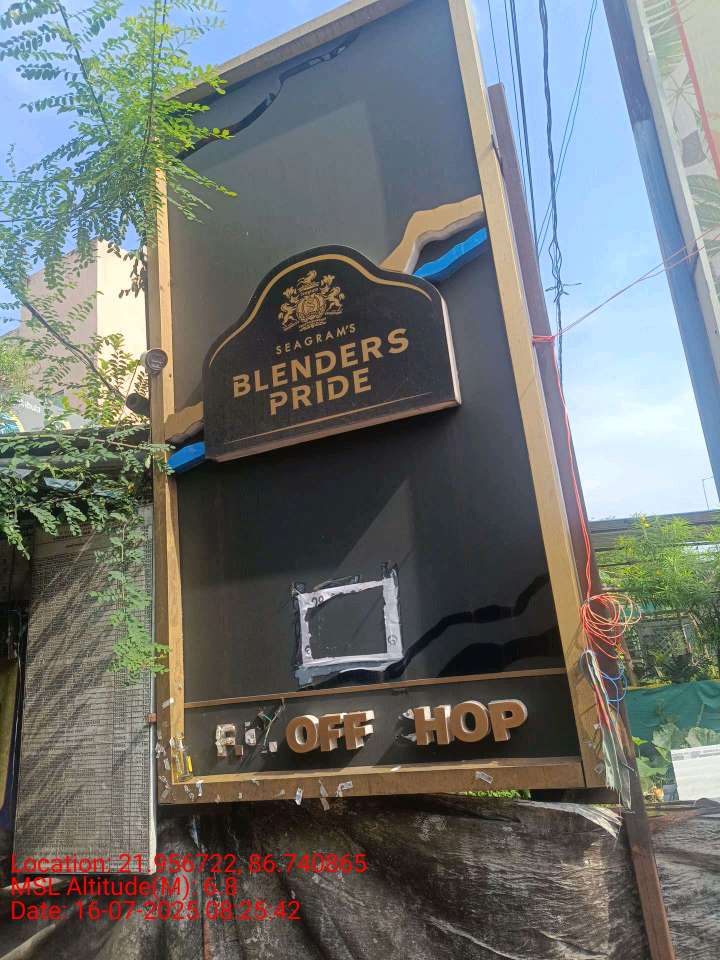 SEAGRAM'S
BLENDERS
PRIDE
OFF HOP
Location: 21.956722, 86.740865
MSL Altitude(M). 6.8
Date: 16-07-2025 08:25:42